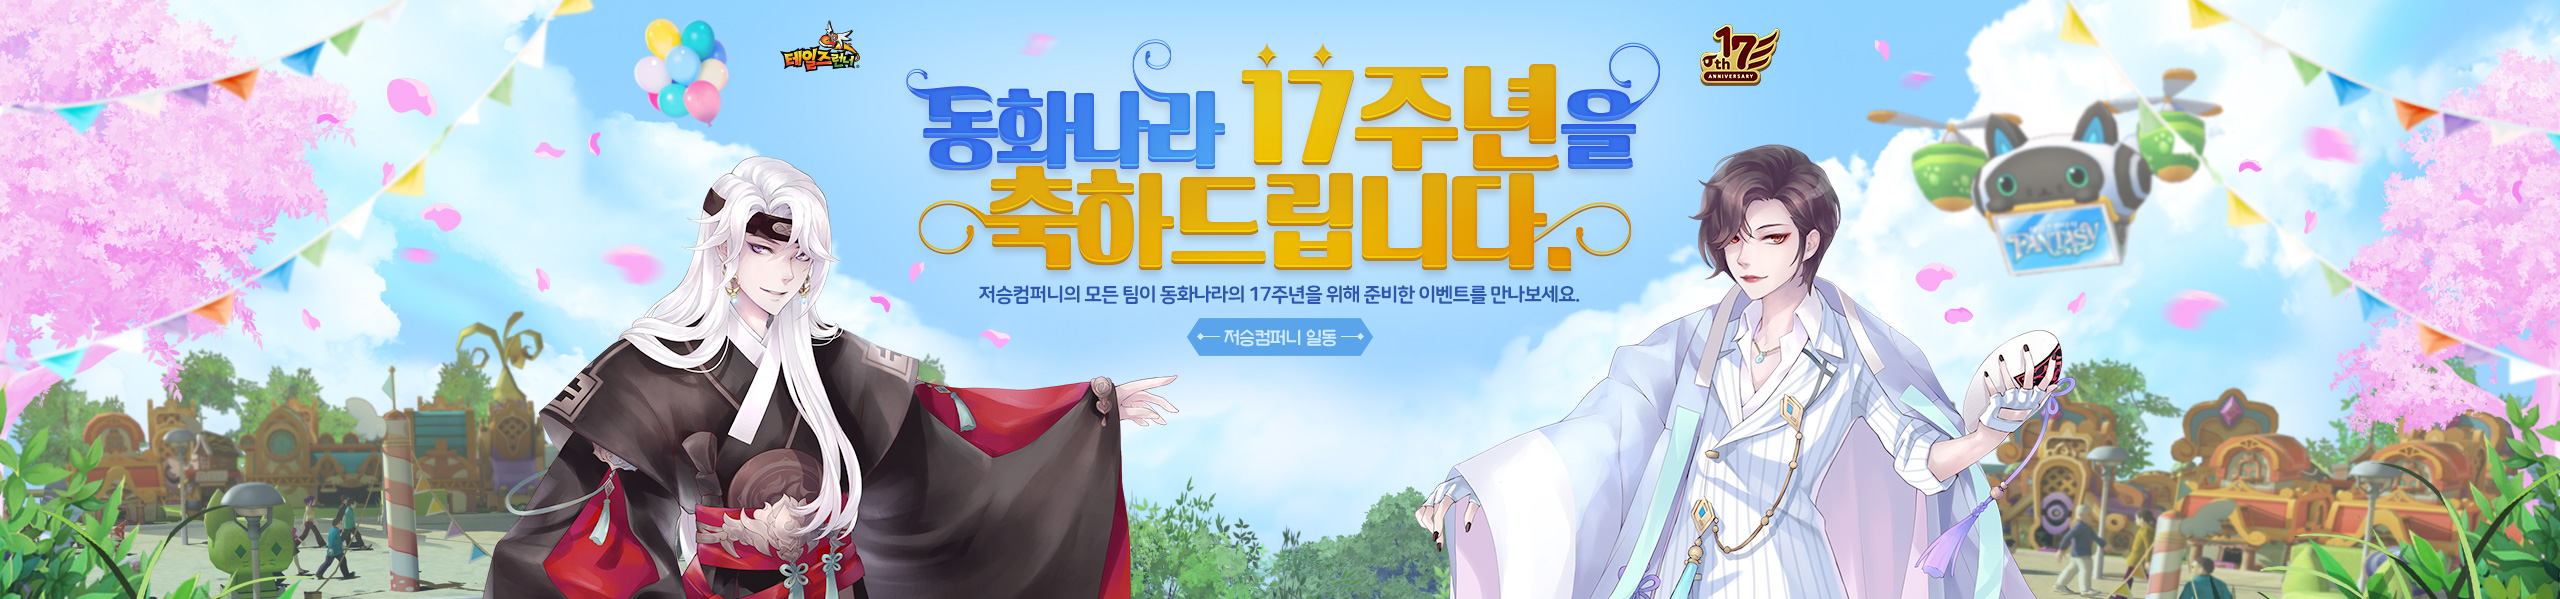 테일즈런너
17th
ANNIVERSARY
동화나라 17주년을
축하드립니다.
저승컴퍼니의 모든 팀이 동화나라의 17주년을 위해 준비한 이벤트를 만나보세요.
저승컴퍼니 일동
FANTASY